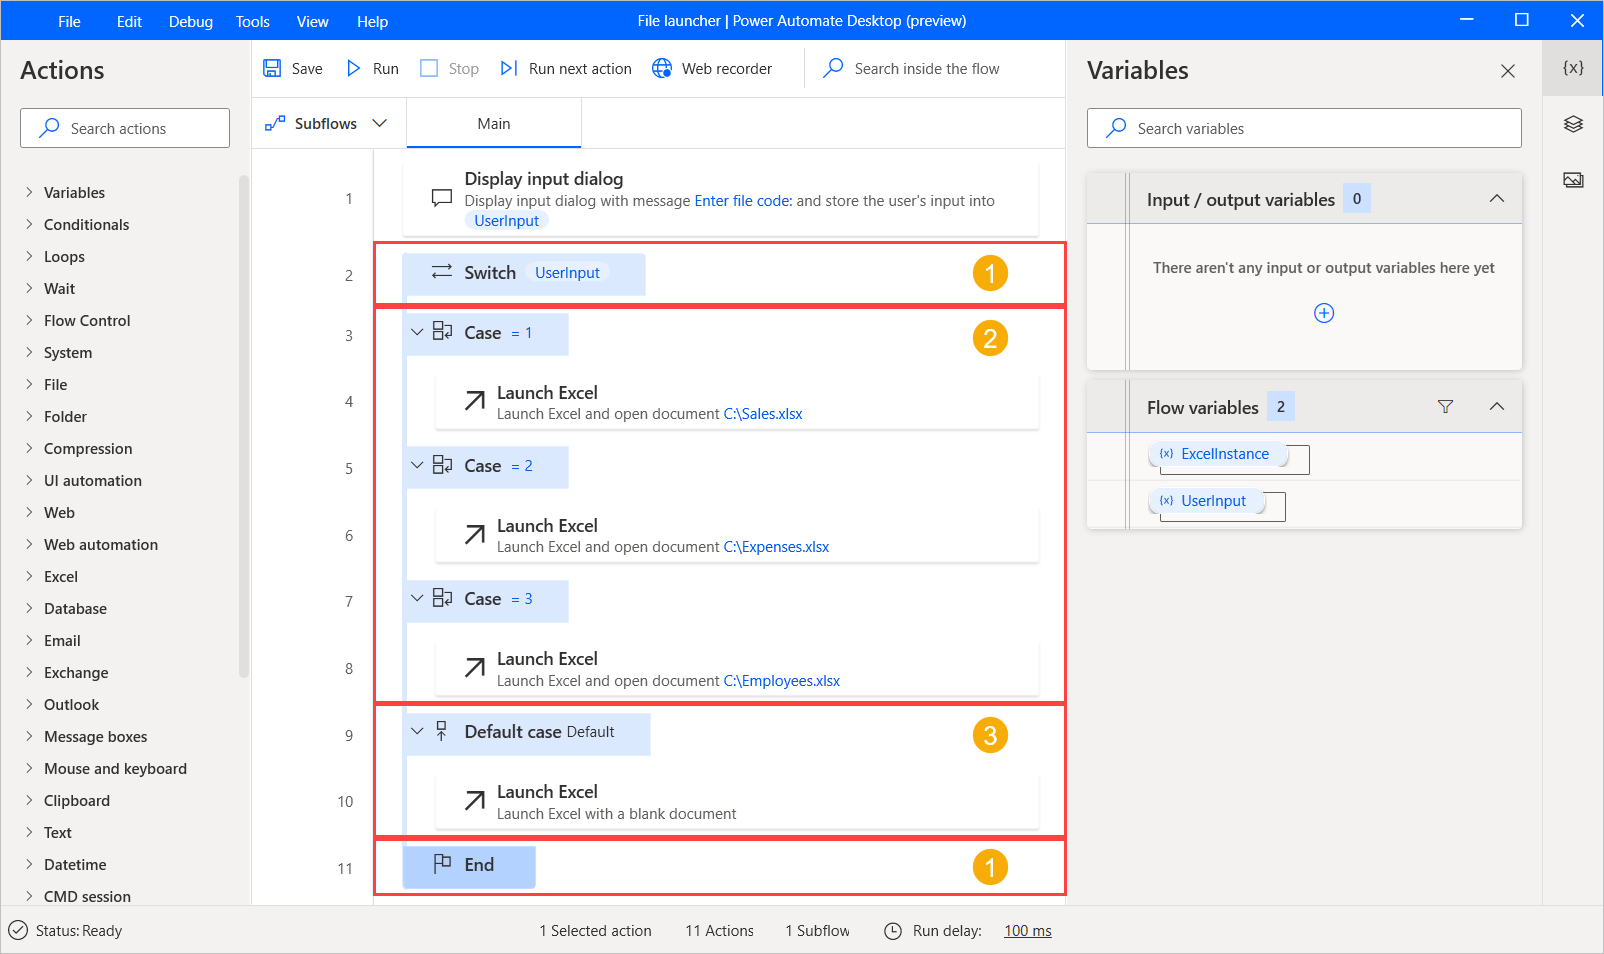 File Edit Debug Tools View Help File launcher | Power Automate Desktop (preview)
Actions
Search actions
Variables
Conditionals
Loops
Wait
Flow Control
System
File
Folder
Compression
UI automation
Web
Web automation
Excel
Database
Email
Exchange
Outlook
Message boxes
Mouse and keyboard
Clipboard
Text
Datetime
CMD session
Save Run Stop Run next action Web recorder Search inside the flow
Subflows Main
1 Display input dialog
Display input dialog with message Enter file code: and store the user's input into
UserInput
2 Switch UserInput 1
3 Case = 1 2
4 Launch Excel
Launch Excel and open document C:\Sales.xlsx
5 Case = 2
6 Launch Excel
Launch Excel and open document C:\Expenses.xlsx
7 Case = 3
8 Launch Excel
Launch Excel and open document C:\Employees.xlsx
9 Default case Default 3
10 Launch Excel
Launch Excel with a blank document
11 End 1
Variables
{x}
Search variables
Input / output variables 0
There aren't any input or output variables here yet
Flow variables 2
{x} ExcelInstance
{x} UserInput
Status: Ready 1 Selected action 11 Actions 1 Subflow Run delay: 100 ms